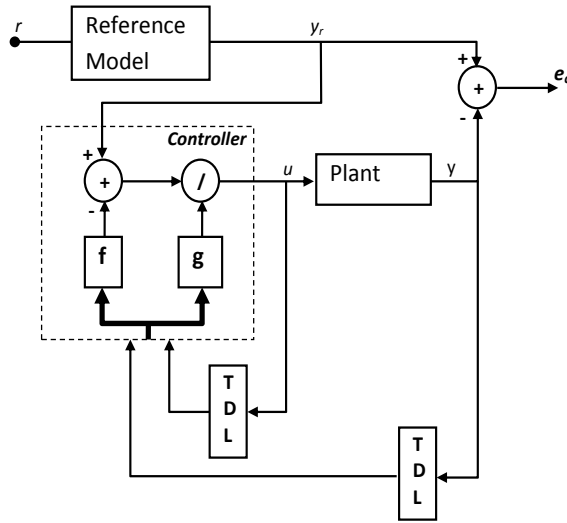 r
Reference
Model
yr
+
+
-
ec
Controller
+
+
-
/
u
Plant
y
f
g
T
D
L
T
D
L